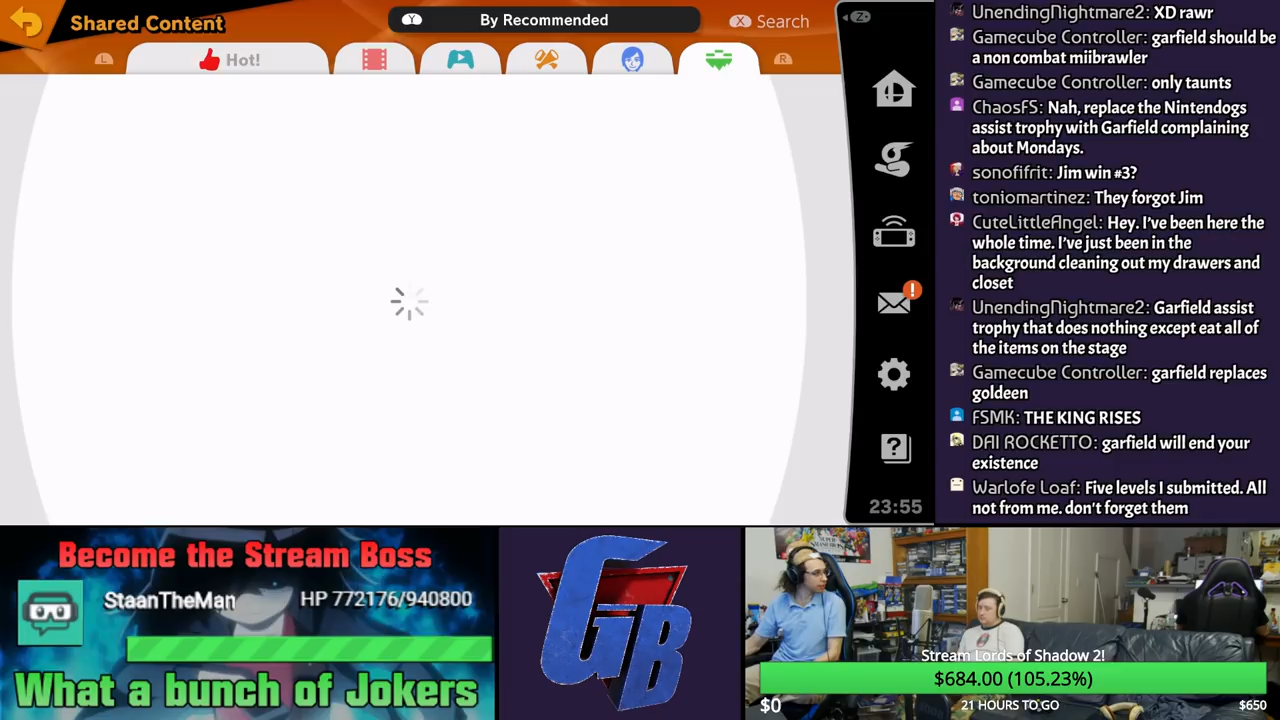 Shared Content
Y By Recommended
X Search
Z
L
Hot!
R
23:55
UnendingNightmare2: XD rawr
Gamecube Controller: garfield should be
a non combat miibrawler
Gamecube Controller: only taunts
ChaosFS: Nah, replace the Nintendogs
assist trophy with Garfield complaining
about Mondays.
sonofifrit: Jim win #3?
toniomartinez: They forgot Jim
CuteLittleAngel: Hey. I've been here the
whole time. I've just been in the
background cleaning out my drawers and
closet
UnendingNightmare2: Garfield assist
trophy that does nothing except eat all of
the items on the stage
Gamecube Controller: garfield replaces
goldeen
FSMK: THE KING RISES
DAI ROCKETTO: garfield will end your
existence
Warlofe Loaf: Five levels I submitted. All
not from me. don't forget them
Become the Stream Boss
StaanTheMan HP 772176/940800
What a bunch of Jokers
GB
Stream Lords of Shadow 2!
$684.00 (105.23%)
$0 21 HOURS TO GO $650